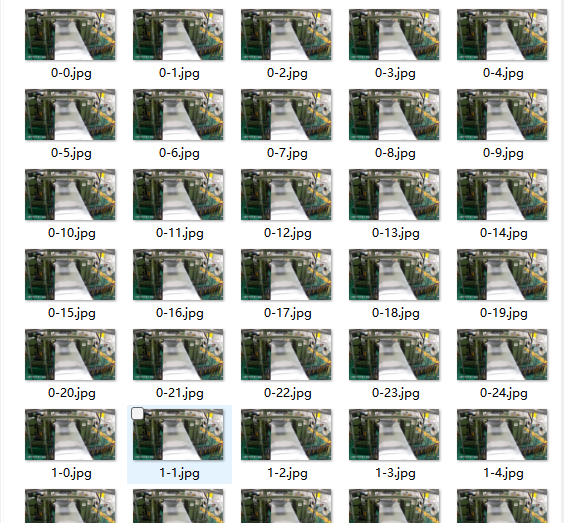 0-0.jpg 0-1.jpg 0-2.jpg 0-3.jpg 0-4.jpg
0-5.jpg 0-6.jpg 0-7.jpg 0-8.jpg 0-9.jpg
0-10.jpg 0-11.jpg 0-12.jpg 0-13.jpg 0-14.jpg
0-15.jpg 0-16.jpg 0-17.jpg 0-18.jpg 0-19.jpg
0-20.jpg 0-21.jpg 0-22.jpg 0-23.jpg 0-24.jpg
1-0.jpg 1-1.jpg 1-2.jpg 1-3.jpg 1-4.jpg